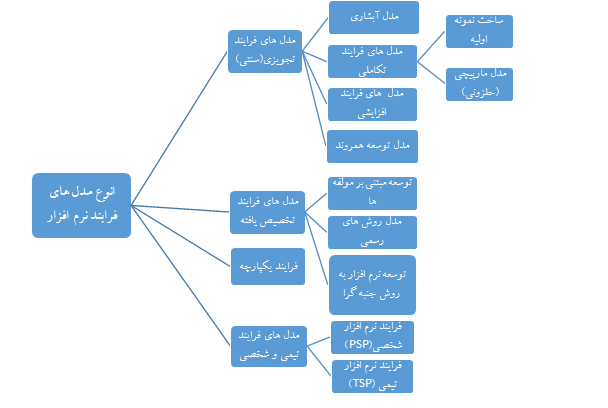 انوع مدل های
فرایند نرم افزار
مدل های فرایند
تجویزی(سنتی)
مدل آبشاری
مدل های فرایند
تکاملی
ساخت نمونه
اولیه
مدل مارپیچی
(حلزونی)
مدل های فرایند
افزایشی
مدل توسعه همروند
مدل های فرایند
تخصیص یافته
توسعه مبتنی بر مولفه
ها
مدل روش های
رسمی
توسعه نرم افزار به
روش جنبه گرا
فرایند یکپارچه
مدل های فرایند
تیمی و شخصی
فرایند نرم افزار
شخصی(PSP)
فرایند نرم افزار
تیمی (TSP)